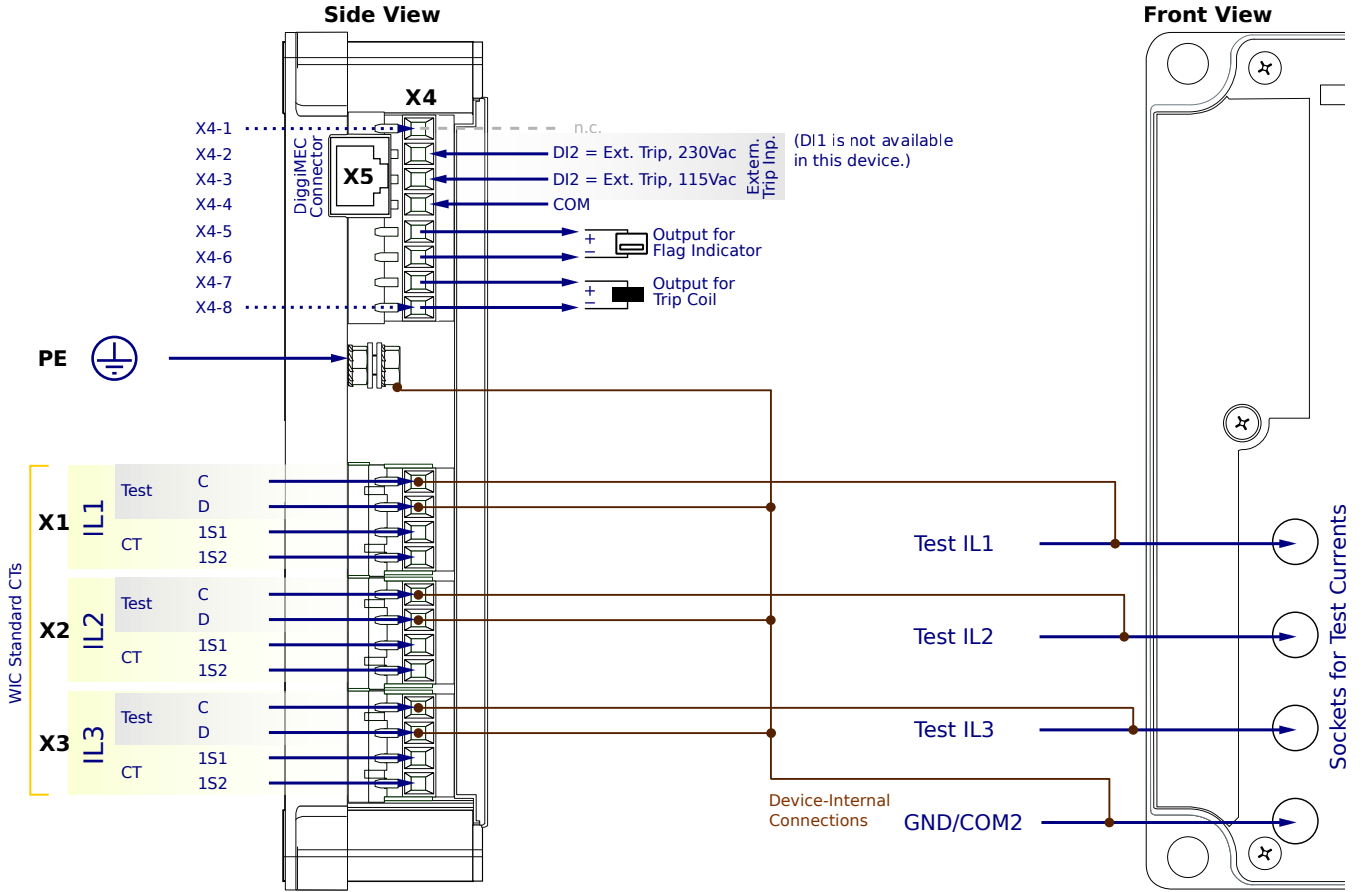 Side View
Front View
X4
X4-1
n.c.
X4-2
DI2 = Ext. Trip, 230Vac
X4-3
DI2 = Ext. Trip, 115Vac
Extern.
Trip Inp.
(DI1 is not available
in this device.)
X4-4
COM
DiggiMEC
Connector
X5
X4-5
+
−
Output for
Flag Indicator
X4-6
X4-7
+
−
Output for
Trip Coil
X4-8
PE
WIC Standard CTs
X1
IL1
Test
C
D
CT
1S1
1S2
X2
IL2
Test
C
D
CT
1S1
1S2
X3
IL3
Test
C
D
CT
1S1
1S2
Test IL1
Test IL2
Test IL3
GND/COM2
Device-Internal
Connections
Sockets for Test Currents